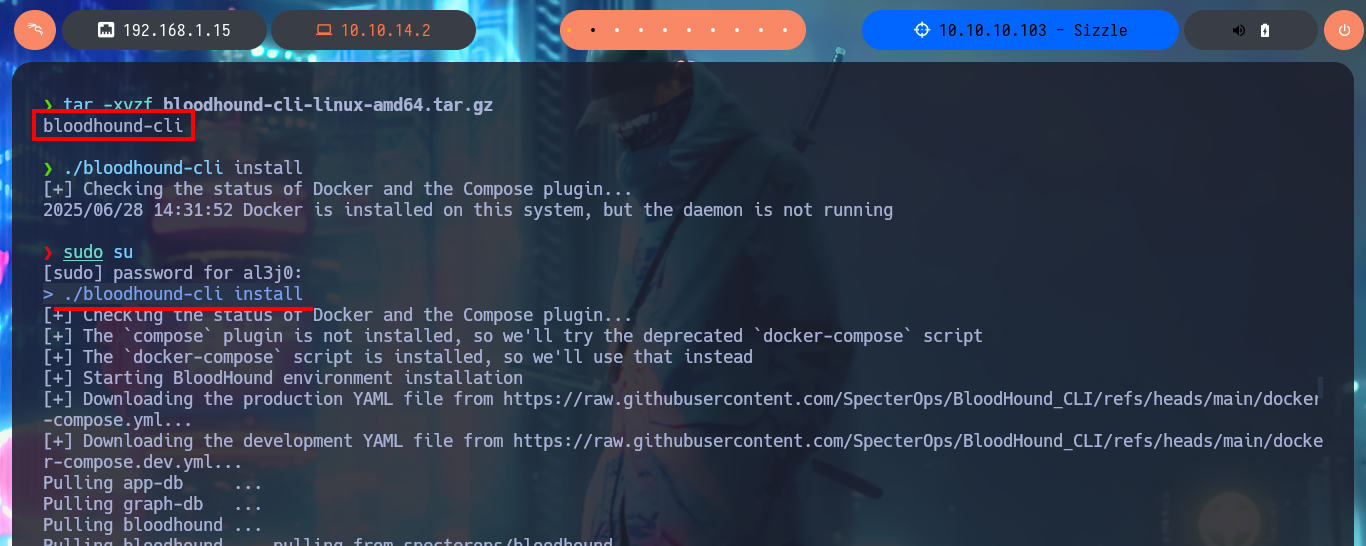 192.168.1.15 10.10.14.2 10.10.10.103 - Sizzle
❯ tar -xvzf bloodhound-cli-linux-amd64.tar.gz
bloodhound-cli
❯ ./bloodhound-cli install
[+] Checking the status of Docker and the Compose plugin...
2025/06/28 14:31:52 Docker is installed on this system, but the daemon is not running
❯ sudo su
[sudo] password for al3j0:
> ./bloodhound-cli install
[+] Checking the status of Docker and the Compose plugin...
[+] The `compose` plugin is not installed, so we'll try the deprecated `docker-compose` script
[+] The `docker-compose` script is installed, so we'll use that instead
[+] Starting BloodHound environment installation
[+] Downloading the production YAML file from https://raw.githubusercontent.com/SpecterOps/BloodHound_CLI/refs/heads/main/docker
-compose.yml...
[+] Downloading the development YAML file from https://raw.githubusercontent.com/SpecterOps/BloodHound_CLI/refs/heads/main/docke
r-compose.dev.yml...
Pulling app-db ...
Pulling graph-db ...
Pulling bloodhound ...
Pulling bloodhound ... pulling from specterops/bloodhound